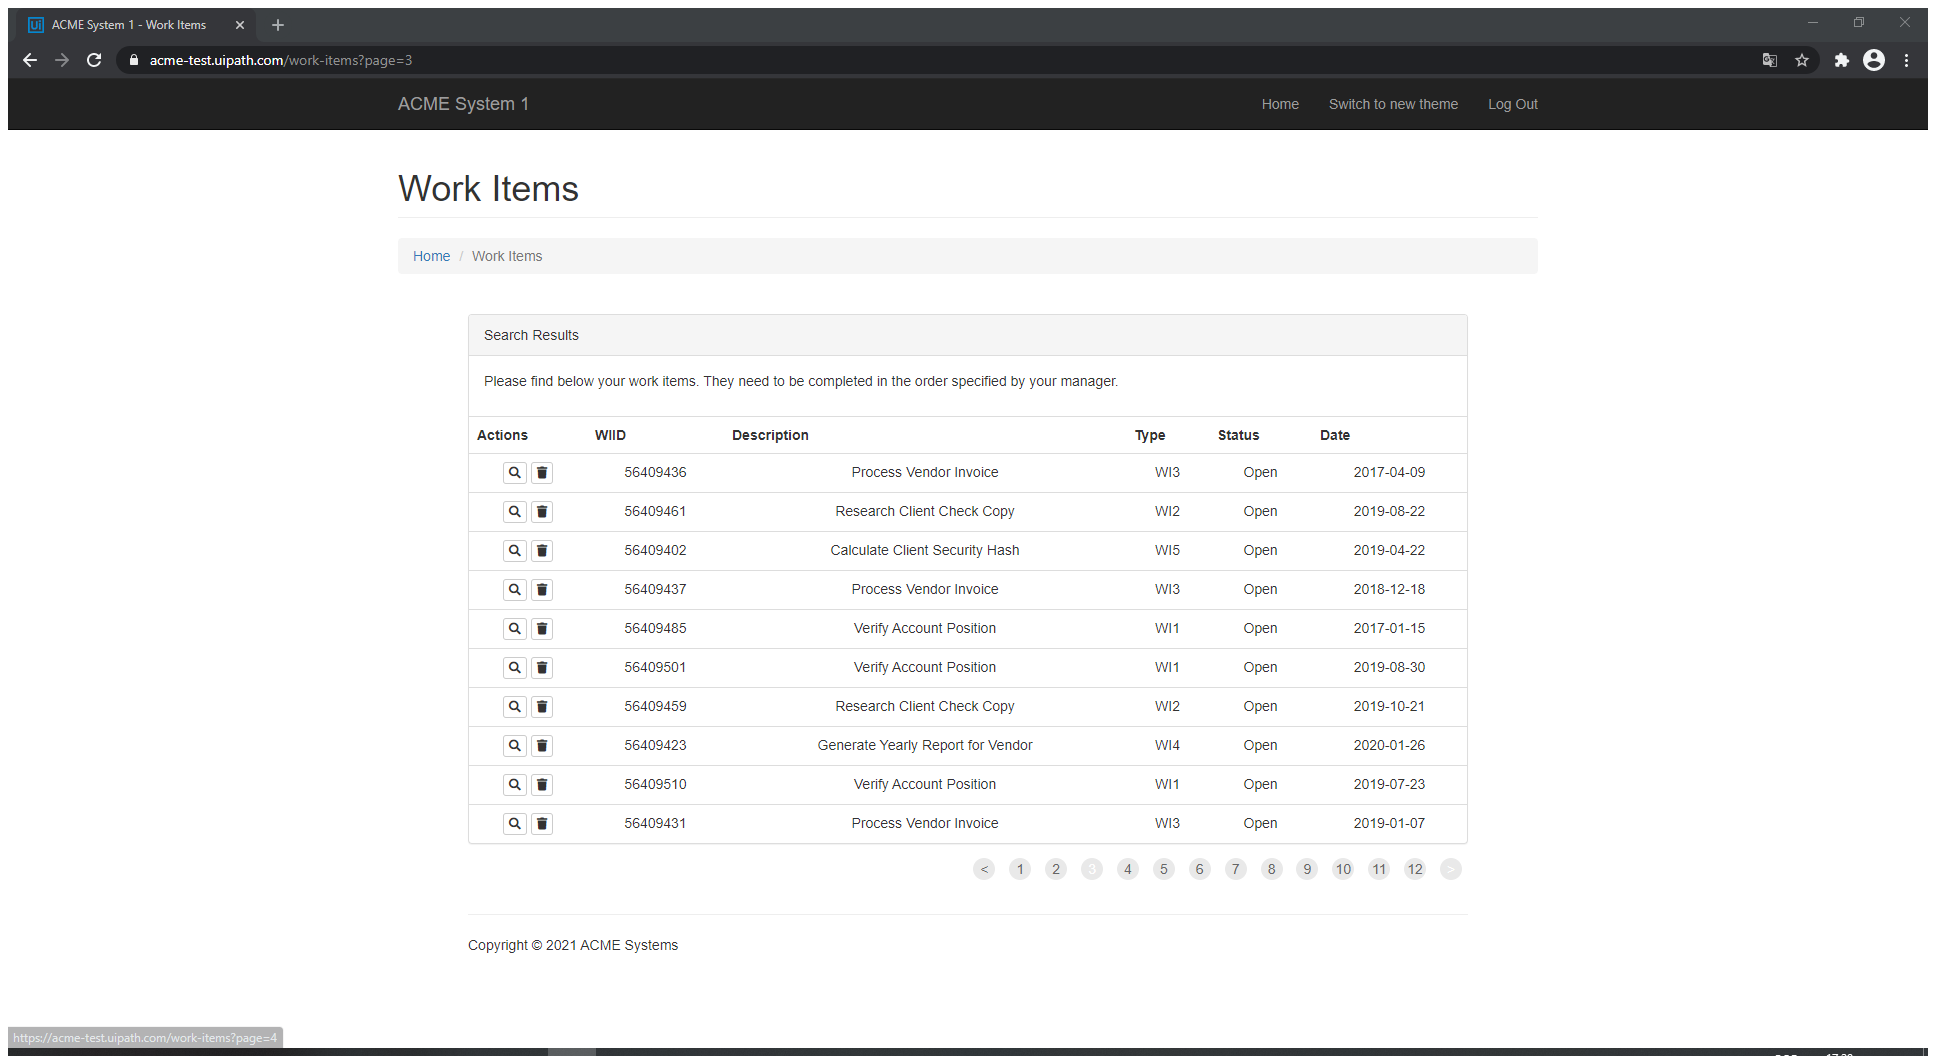 ACME System 1 - Work Items
acme-test.uipath.com/work-items?page=3
ACME System 1 Home Switch to new theme Log Out
Work Items
Home / Work Items
Search Results
Please find below your work items. They need to be completed in the order specified by your manager.
Actions WIID Description Type Status Date
56409436 Process Vendor Invoice WI3 Open 2017-04-09
56409461 Research Client Check Copy WI2 Open 2019-08-22
56409402 Calculate Client Security Hash WI5 Open 2019-04-22
56409437 Process Vendor Invoice WI3 Open 2018-12-18
56409485 Verify Account Position WI1 Open 2017-01-15
56409501 Verify Account Position WI1 Open 2019-08-30
56409459 Research Client Check Copy WI2 Open 2019-10-21
56409423 Generate Yearly Report for Vendor WI4 Open 2020-01-26
56409510 Verify Account Position WI1 Open 2019-07-23
56409431 Process Vendor Invoice WI3 Open 2019-01-07
< 1 2 3 4 5 6 7 8 9 10 11 12 >
Copyright © 2021 ACME Systems
https://acme-test.uipath.com/work-items?page=4